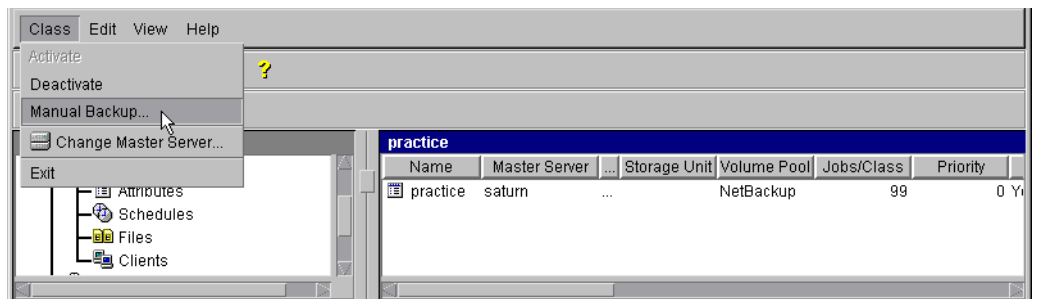 Class Edit View Help
Activate
Deactivate
Manual Backup...
Change Master Server...
Exit
Attributes
Schedules
Files
Clients
practice
Name Master Server ... Storage Unit Volume Pool Jobs/Class Priority
practice saturn ... NetBackup 99 0